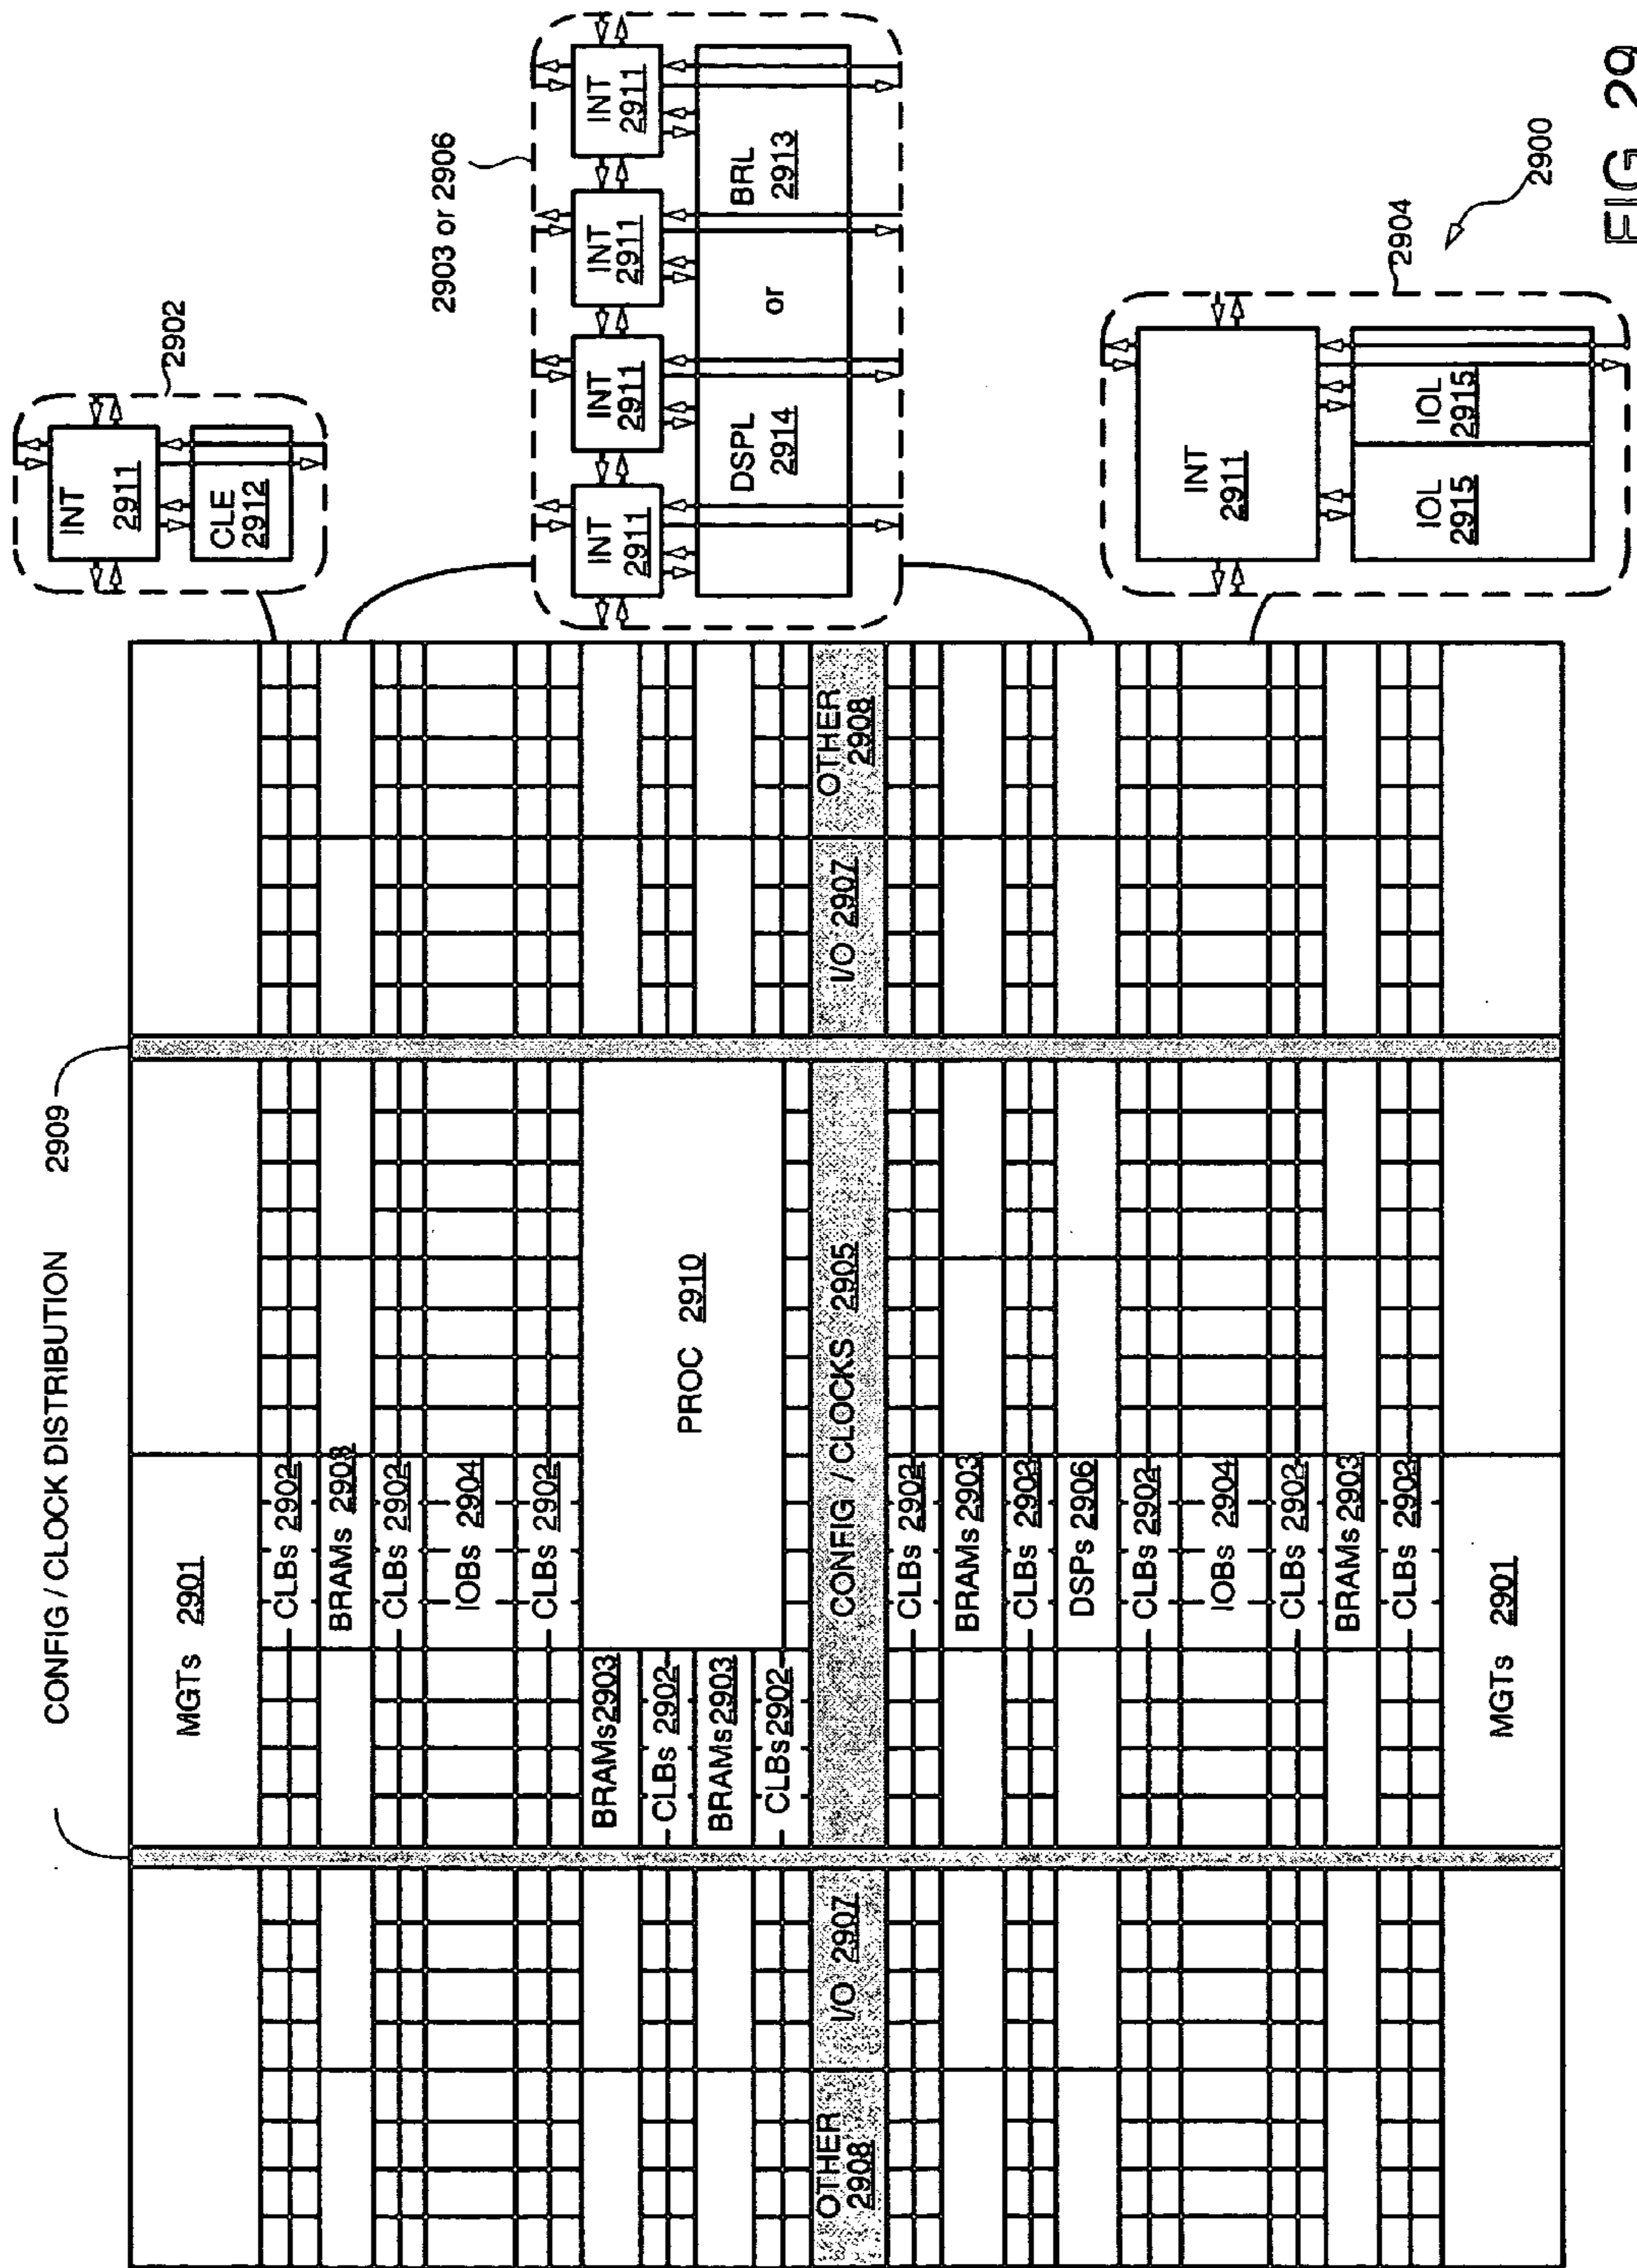 CONFIG / CLOCK DISTRIBUTION 2909
MGTs 2901
CLBs 2902
BRAMs 2903
CLBs 2902
IOBs 2904
CLBs 2902
BRAMs 2903
CLBs 2902
BRAMs 2903
CLBs 2902
PROC 2910
OTHER
2908
I/O 2907
CONFIG / CLOCKS 2905
I/O 2907
OTHER
2908
CLBs 2902
BRAMs 2903
CLBs 2902
DSPs 2906
CLBs 2902
IOBs 2904
CLBs 2902
BRAMs 2903
CLBs 2902
MGTs 2901
2902
INT
2911
CLE
2912
2903 or 2906
INT
2911
INT
2911
INT
2911
INT
2911
DSPL
2914
or
BRL
2913
2904
INT
2911
IOL
2915
IOL
2915
2900
FIG 29